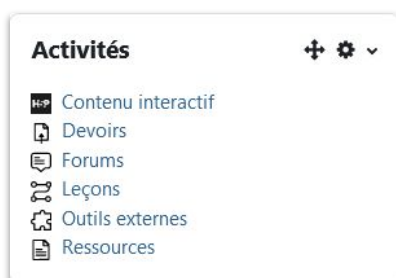 Activités
H-P Contenu interactif
Devoirs
Forums
Leçons
Outils externes
Ressources